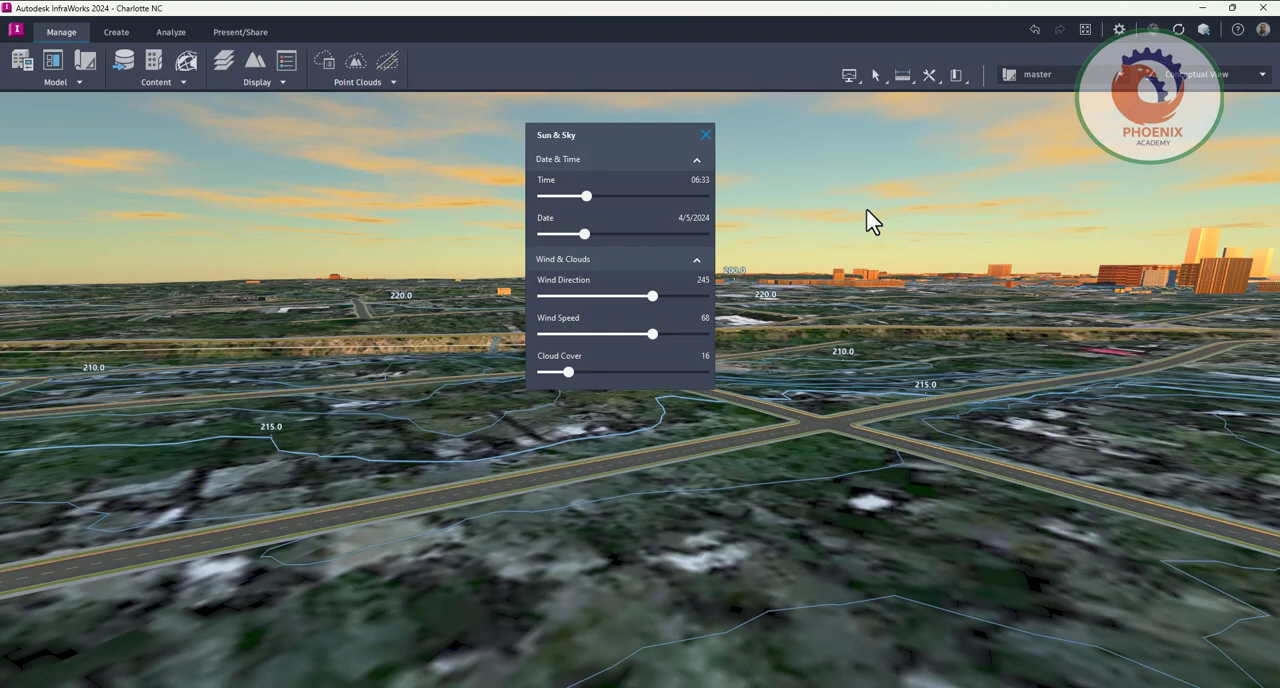 Autodesk InfraWorks 2024 - Charlotte NC
Manage Create Analyze Present/Share
Model Content Display Point Clouds
master
Conceptual View
PHOENIX
ACADEMY
Sun & Sky
Date & Time
Time 06:33
Date 4/5/2024
Wind & Clouds
Wind Direction 245
Wind Speed 68
Cloud Cover 16
200.0
220.0
220.0
210.0
210.0
215.0
215.0